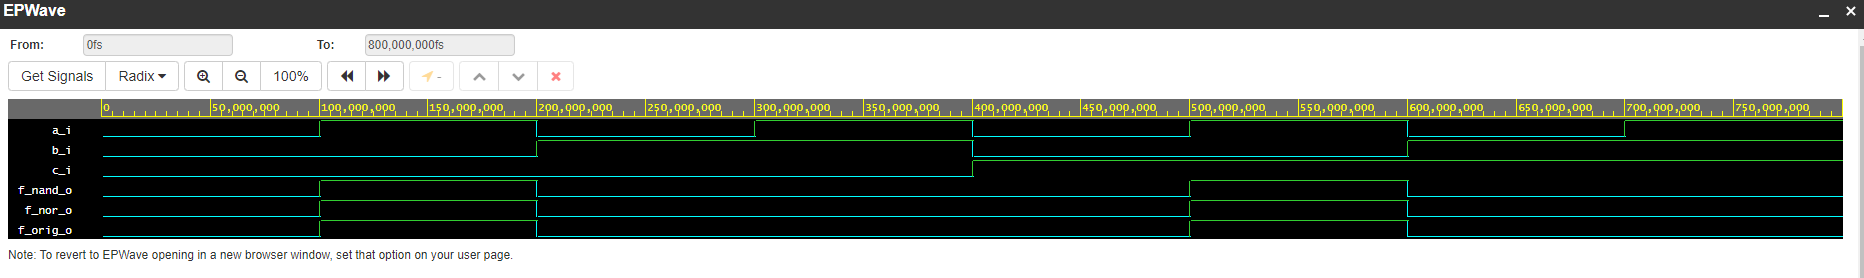 EPWave
From: 0fs To: 800,000,000fs
Get Signals Radix 100% -
0 50,000,000 100,000,000 150,000,000 200,000,000 250,000,000 300,000,000 350,000,000 400,000,000 450,000,000 500,000,000 550,000,000 600,000,000 650,000,000 700,000,000 750,000,000
a_i
b_i
c_i
f_nand_o
f_nor_o
f_orig_o
Note: To revert to EPWave opening in a new browser window, set that option on your user page.